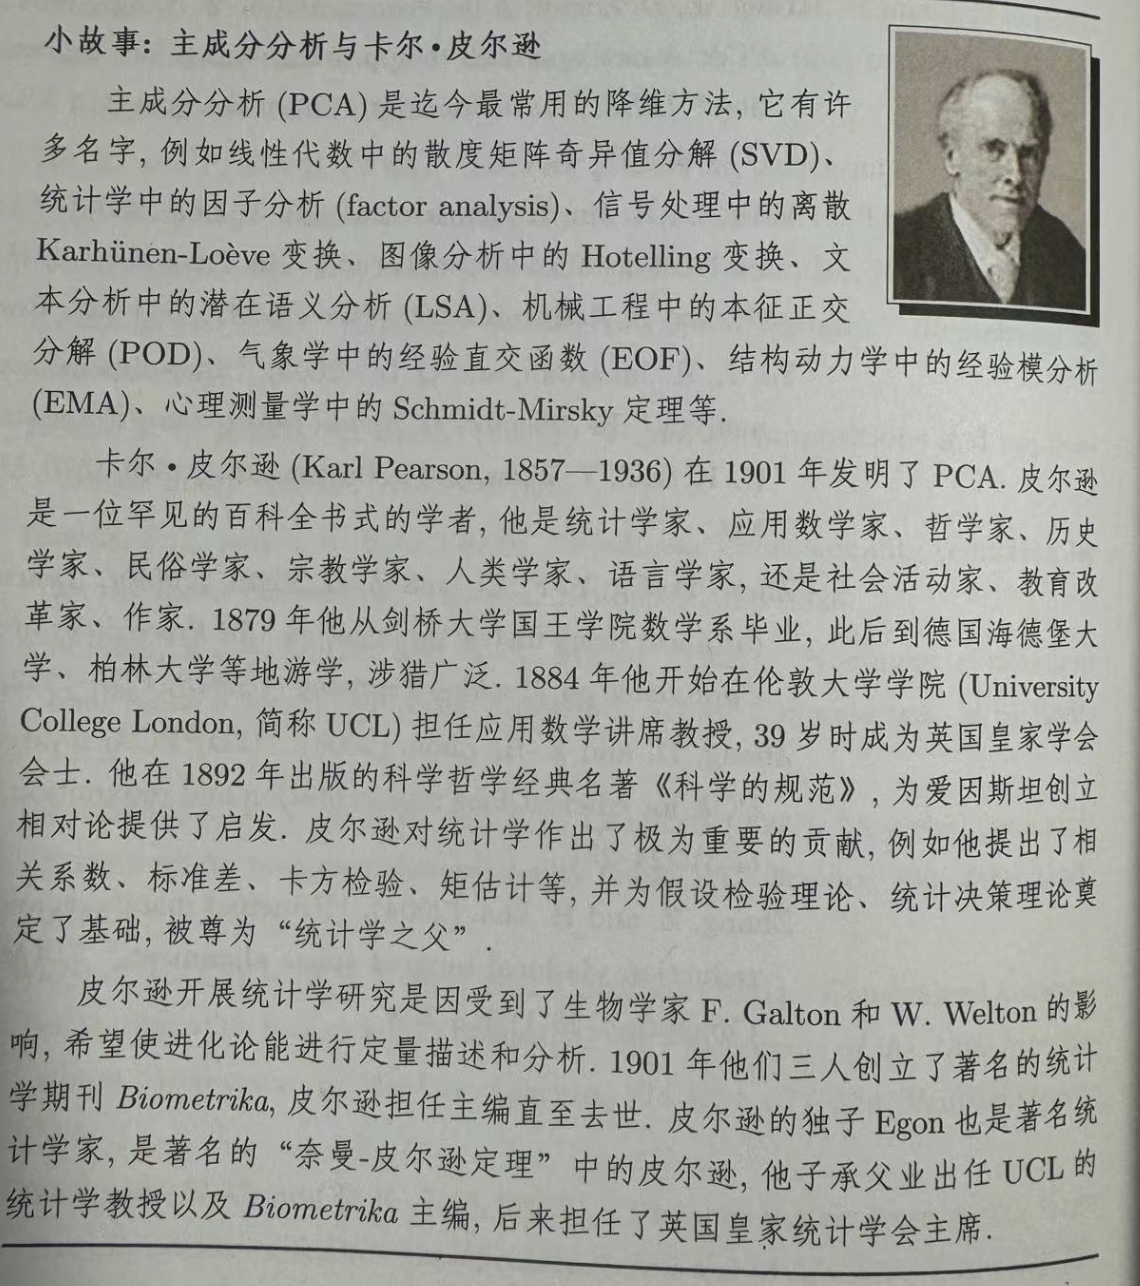 小故事: 主成分分析与卡尔•皮尔逊
主成分分析 (PCA) 是迄今最常用的降维方法, 它有许
多名字, 例如线性代数中的散度矩阵奇异值分解 (SVD)、
统计学中的因子分析 (factor analysis)、信号处理中的离散
Karhünen-Loève 变换、图像分析中的 Hotelling 变换、文
本分析中的潜在语义分析 (LSA)、机械工程中的本征正交
分解 (POD)、气象学中的经验直交函数 (EOF)、结构动力学中的经验模分析
(EMA)、心理测量学中的 Schmidt-Mirsky 定理等.
卡尔•皮尔逊 (Karl Pearson, 1857—1936) 在 1901 年发明了 PCA. 皮尔逊
是一位罕见的百科全书式的学者, 他是统计学家、应用数学家、哲学家、历史
学家、民俗学家、宗教学家、人类学家、语言学家, 还是社会活动家、教育改
革家、作家. 1879 年他从剑桥大学国王学院数学系毕业, 此后到德国海德堡大
学、柏林大学等地游学, 涉猎广泛. 1884 年他开始在伦敦大学学院 (University
College London, 简称 UCL) 担任应用数学讲席教授, 39 岁时成为英国皇家学会
会士. 他在 1892 年出版的科学哲学经典名著《科学的规范》, 为爱因斯坦创立
相对论提供了启发. 皮尔逊对统计学作出了极为重要的贡献, 例如他提出了相
关系数、标准差、卡方检验、矩估计等, 并为假设检验理论、统计决策理论奠
定了基础, 被尊为 “统计学之父” .
皮尔逊开展统计学研究是因受到了生物学家 F. Galton 和 W. Welton 的影
响, 希望使进化论能进行定量描述和分析. 1901 年他们三人创立了著名的统计
学期刊 Biometrika, 皮尔逊担任主编直至去世. 皮尔逊的独子 Egon 也是著名统
计学家, 是著名的 “奈曼-皮尔逊定理” 中的皮尔逊, 他子承父业出任 UCL 的
统计学教授以及 Biometrika 主编, 后来担任了英国皇家统计学会主席.